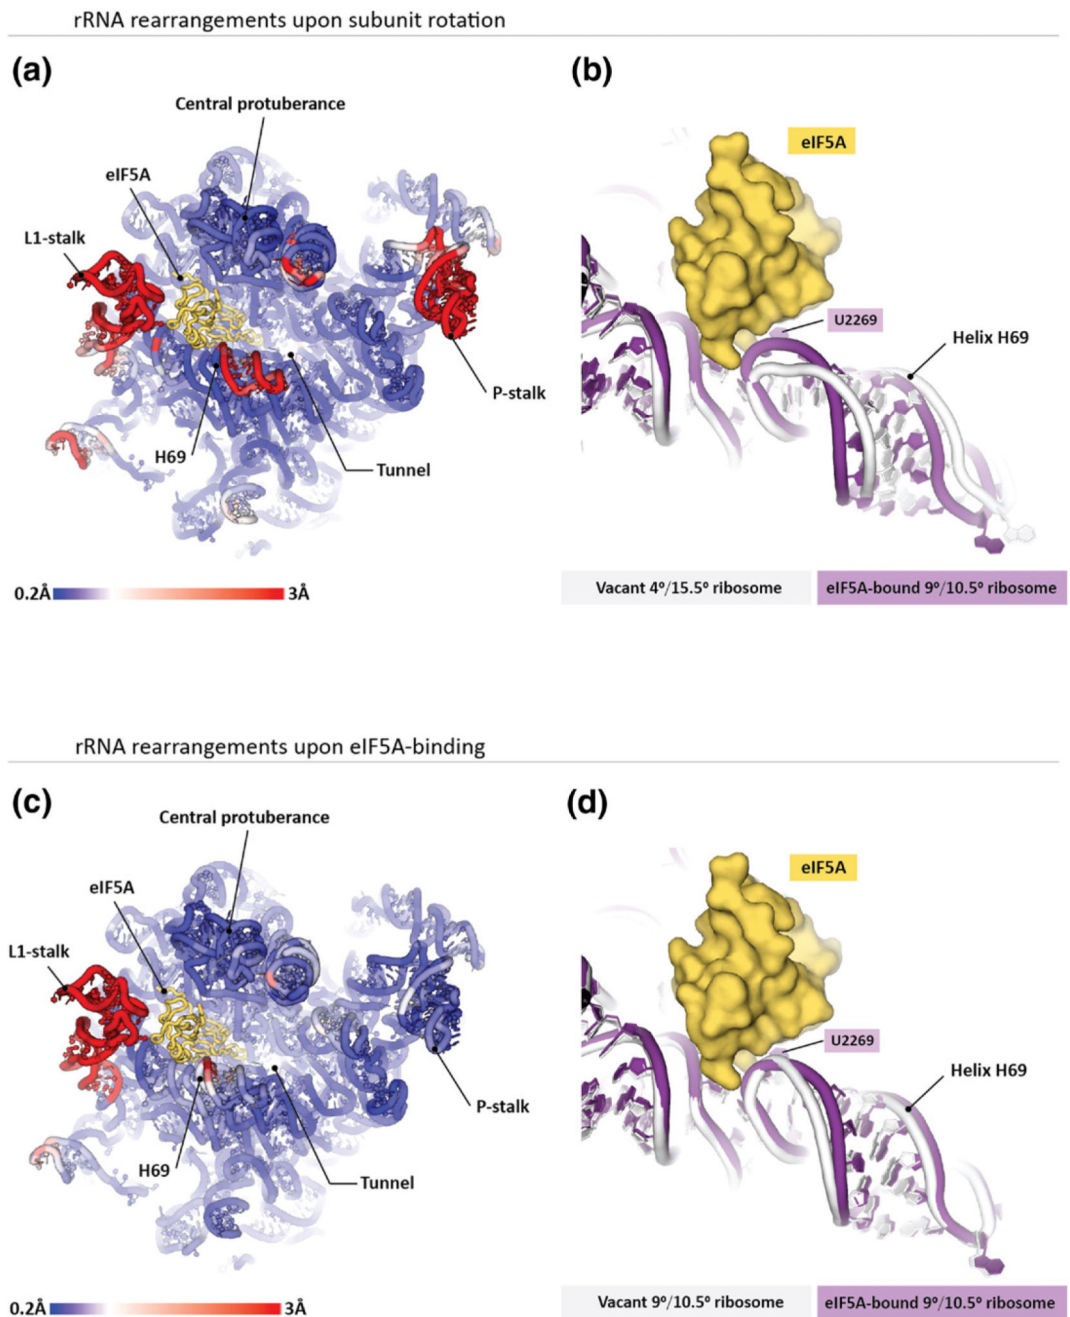 rRNA rearrangements upon subunit rotation
(a)
(b)
Central protuberance
eIF5A
L1-stalk
P-stalk
H69
Tunnel
0.2Å
3Å
eIF5A
U2269
Helix H69
Vacant 4º/15.5º ribosome
eIF5A-bound 9º/10.5º ribosome
rRNA rearrangements upon eIF5A-binding
(c)
(d)
Central protuberance
eIF5A
L1-stalk
P-stalk
H69
Tunnel
0.2Å
3Å
eIF5A
U2269
Helix H69
Vacant 9º/10.5º ribosome
eIF5A-bound 9º/10.5º ribosome